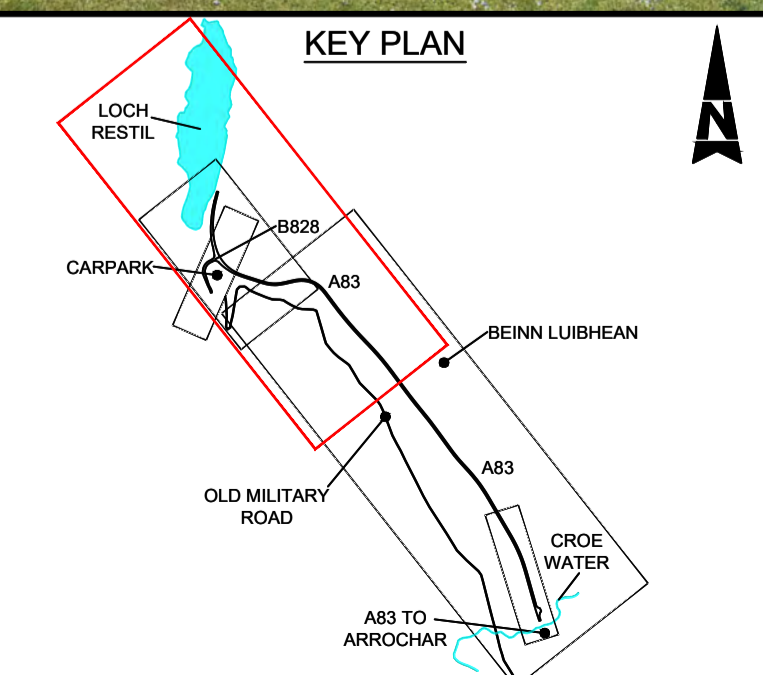 KEY PLAN
N
LOCH
RESTIL
B828
CARPARK
A83
BEINN LUIBHEAN
A83
OLD MILITARY
ROAD
CROE
WATER
A83 TO
ARROCHAR